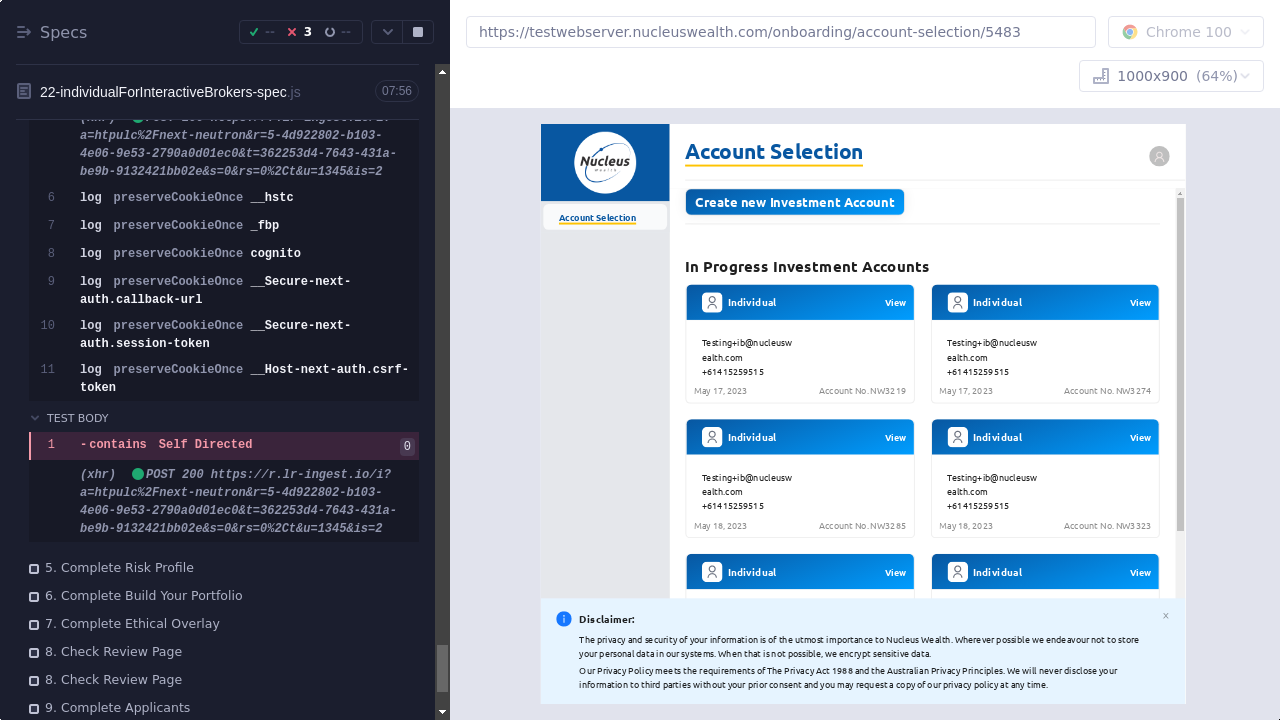 Specs
--
3
--
22-individualForInteractiveBrokers-spec.js
07:56
a=htpulc%2Fnext-neutron&r=5-4d922802-b103-
4e06-9e53-2790a0d01ec0&t=362253d4-7643-431a-
be9b-9132421bb02e&s=0&rs=0%2Ct&u=1345&is=2
6 log preserveCookieOnce __hstc
7 log preserveCookieOnce _fbp
8 log preserveCookieOnce cognito
9 log preserveCookieOnce __Secure-next-
auth.callback-url
10 log preserveCookieOnce __Secure-next-
auth.session-token
11 log preserveCookieOnce __Host-next-auth.csrf-
token
TEST BODY
1 -contains Self Directed 0
(xhr) POST 200 https://r.lr-ingest.io/i?
a=htpulc%2Fnext-neutron&r=5-4d922802-b103-
4e06-9e53-2790a0d01ec0&t=362253d4-7643-431a-
be9b-9132421bb02e&s=0&rs=0%2Ct&u=1345&is=2
5. Complete Risk Profile
6. Complete Build Your Portfolio
7. Complete Ethical Overlay
8. Check Review Page
8. Check Review Page
9. Complete Applicants
https://testwebserver.nucleuswealth.com/onboarding/account-selection/5483
Chrome 100
1000x900 (64%)
Nucleus
Wealth
Account Selection
Account Selection
Create new Investment Account
In Progress Investment Accounts
Individual View
Testing+ib@nucleusw
ealth.com
+61415259515
May 17, 2023 Account No. NW3219
Individual View
Testing+ib@nucleusw
ealth.com
+61415259515
May 17, 2023 Account No. NW3274
Individual View
Testing+ib@nucleusw
ealth.com
+61415259515
May 18, 2023 Account No. NW3285
Individual View
Testing+ib@nucleusw
ealth.com
+61415259515
May 18, 2023 Account No. NW3323
Individual View
Individual View
Disclaimer:
The privacy and security of your information is of the utmost importance to Nucleus Wealth. Wherever possible we endeavour not to store
your personal data in our systems. When that is not possible, we encrypt sensitive data.
Our Privacy Policy meets the requirements of The Privacy Act 1988 and the Australian Privacy Principles. We will never disclose your
information to third parties without your prior consent and you may request a copy of our privacy policy at any time.